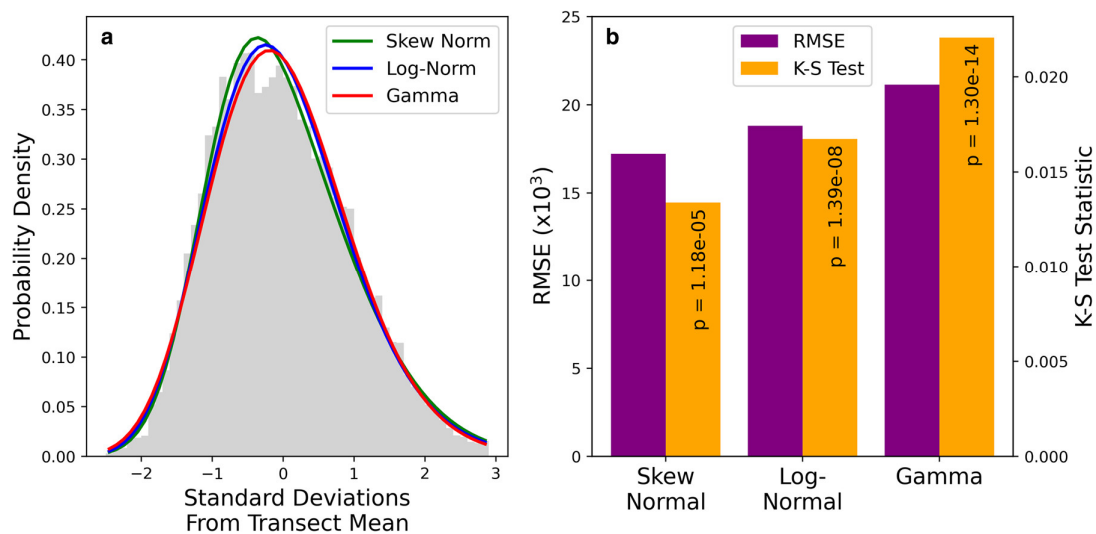 a
Skew Norm
Log-Norm
Gamma
0.40
0.35
0.30
0.25
0.20
0.15
0.10
0.05
0.00
Probability Density
−2
−1
0
1
2
3
Standard Deviations
From Transect Mean
b
RMSE
K-S Test
25
20
15
10
5
0
RMSE (x10³)
p = 1.18e-05
p = 1.39e-08
p = 1.30e-14
0.020
0.015
0.010
0.005
0.000
K-S Test Statistic
Skew
Normal
Log-
Normal
Gamma